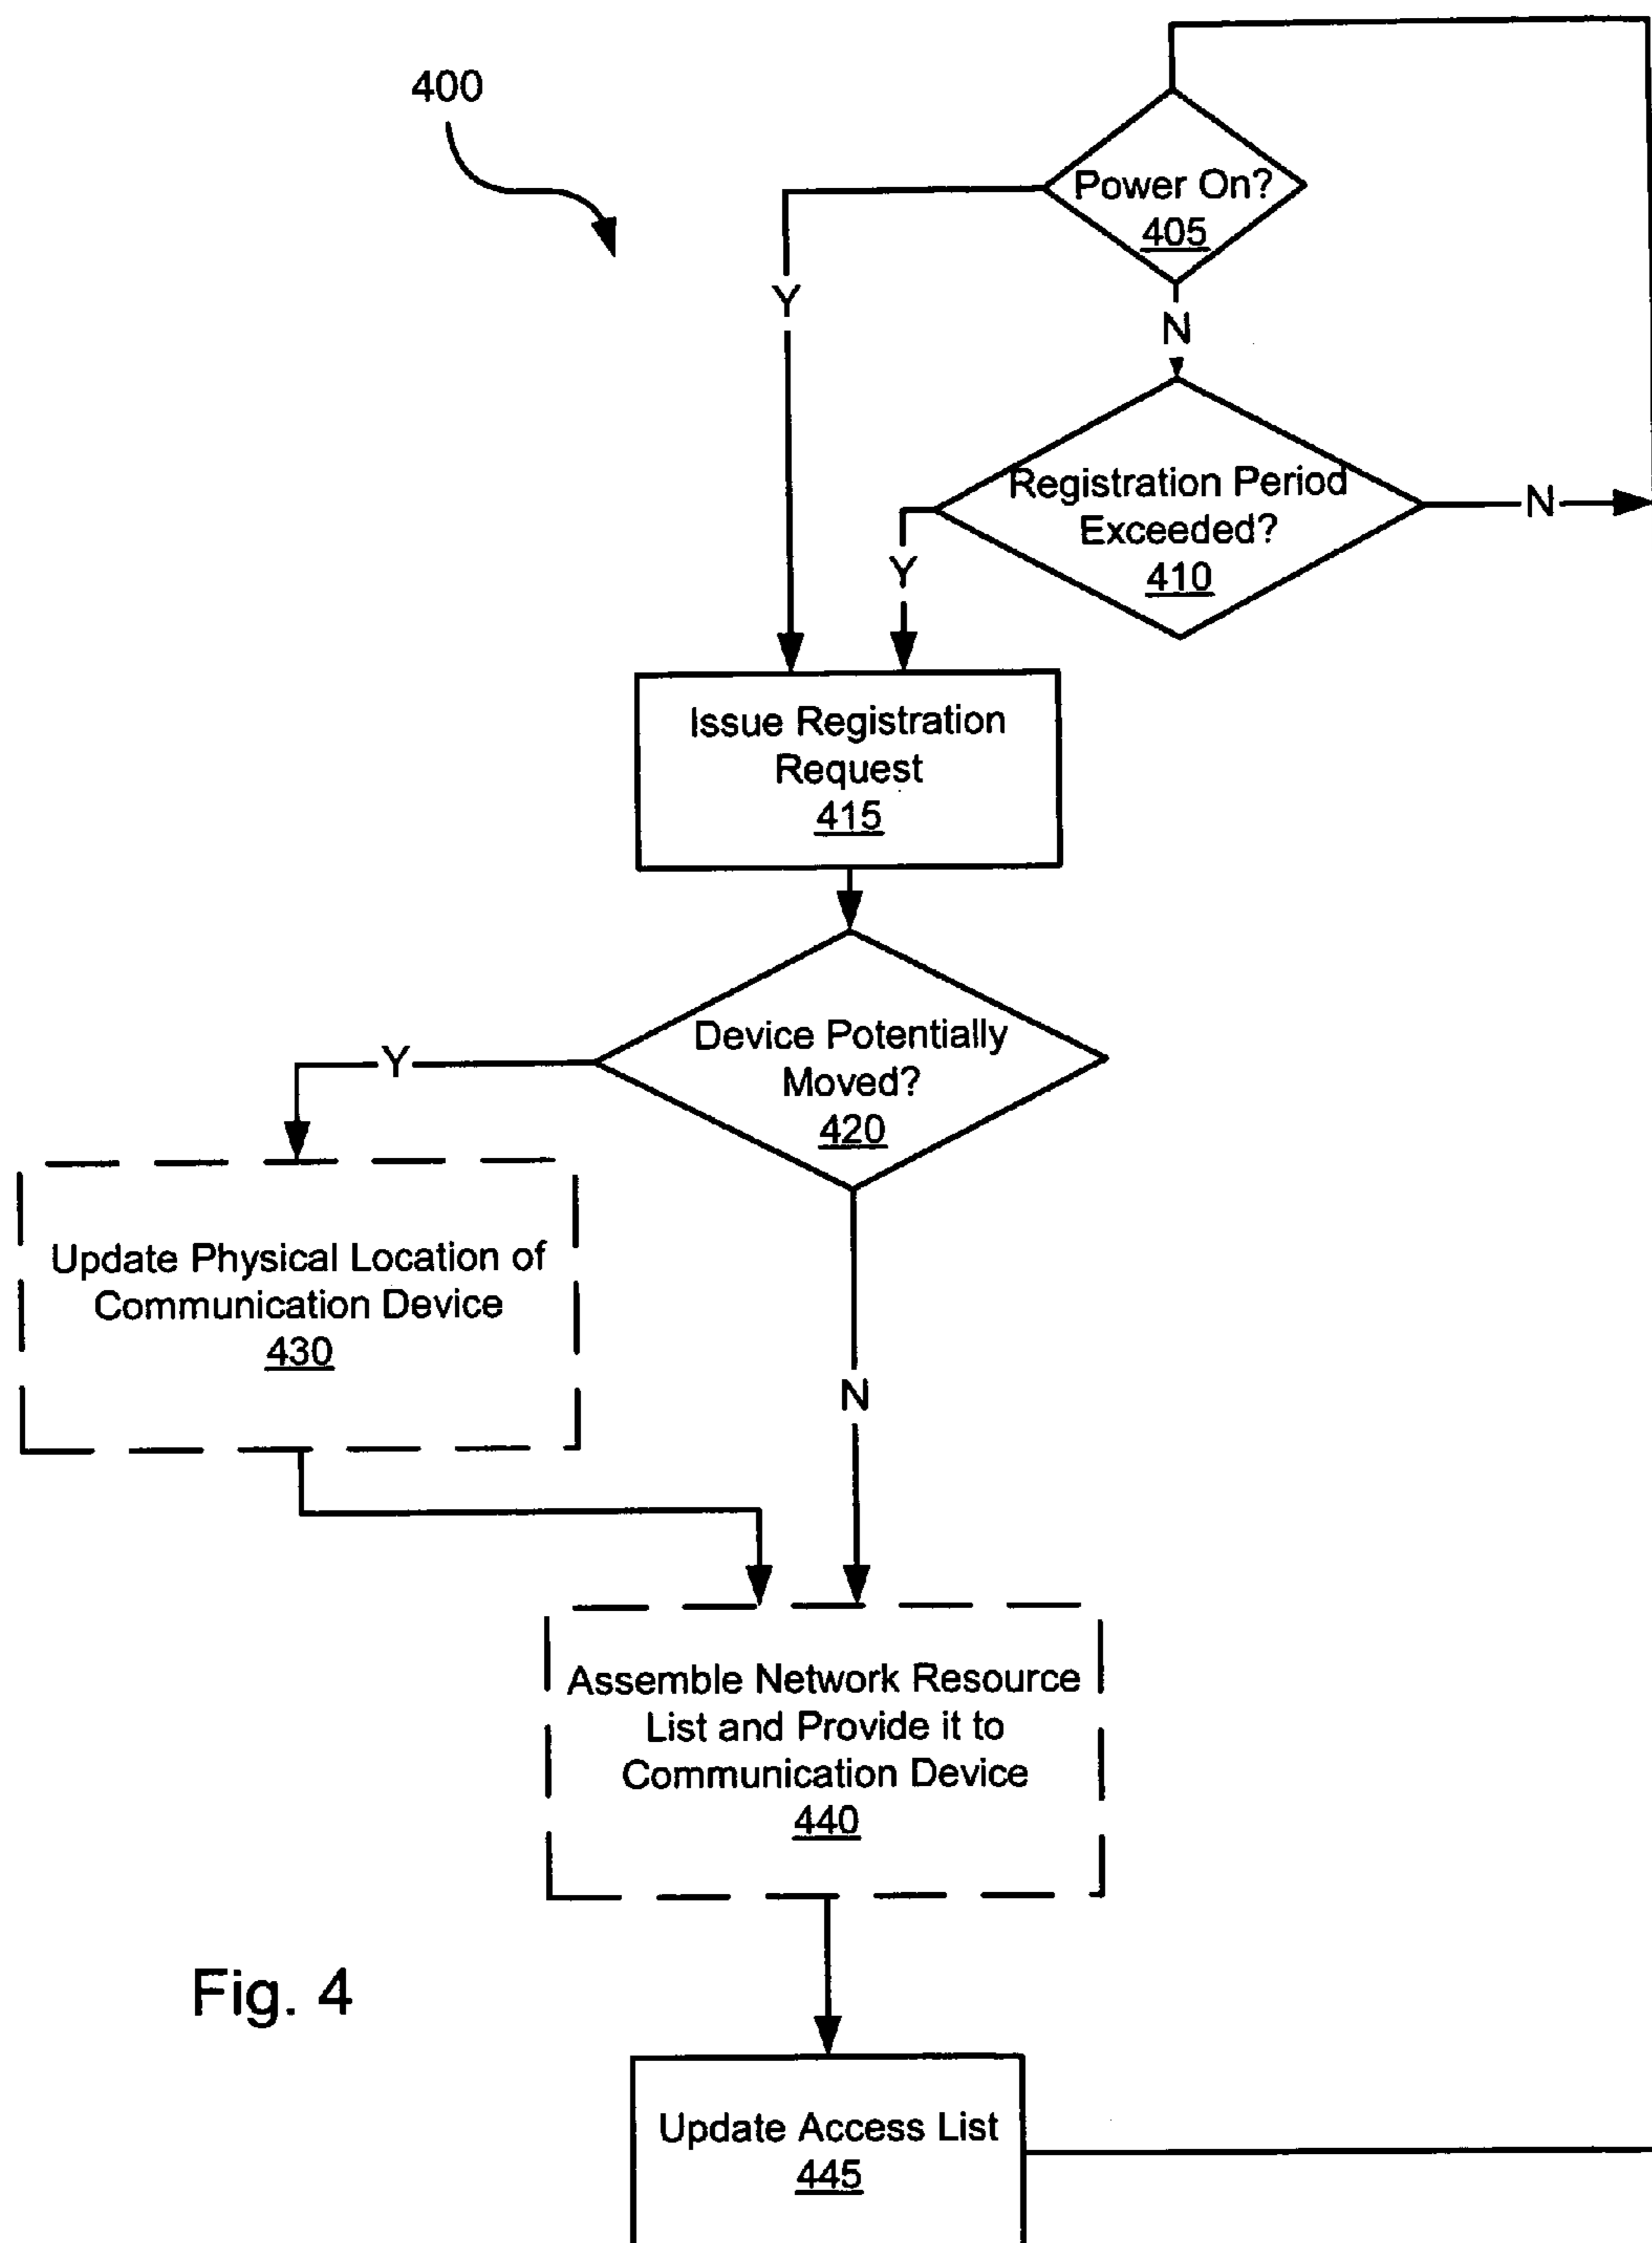 400
Power On?
405
Y
N
Registration Period
Exceeded?
410
N
Y
Issue Registration
Request
415
Device Potentially
Moved?
420
Y
Update Physical Location of
Communication Device
430
N
Assemble Network Resource
List and Provide it to
Communication Device
440
Fig. 4
Update Access List
445